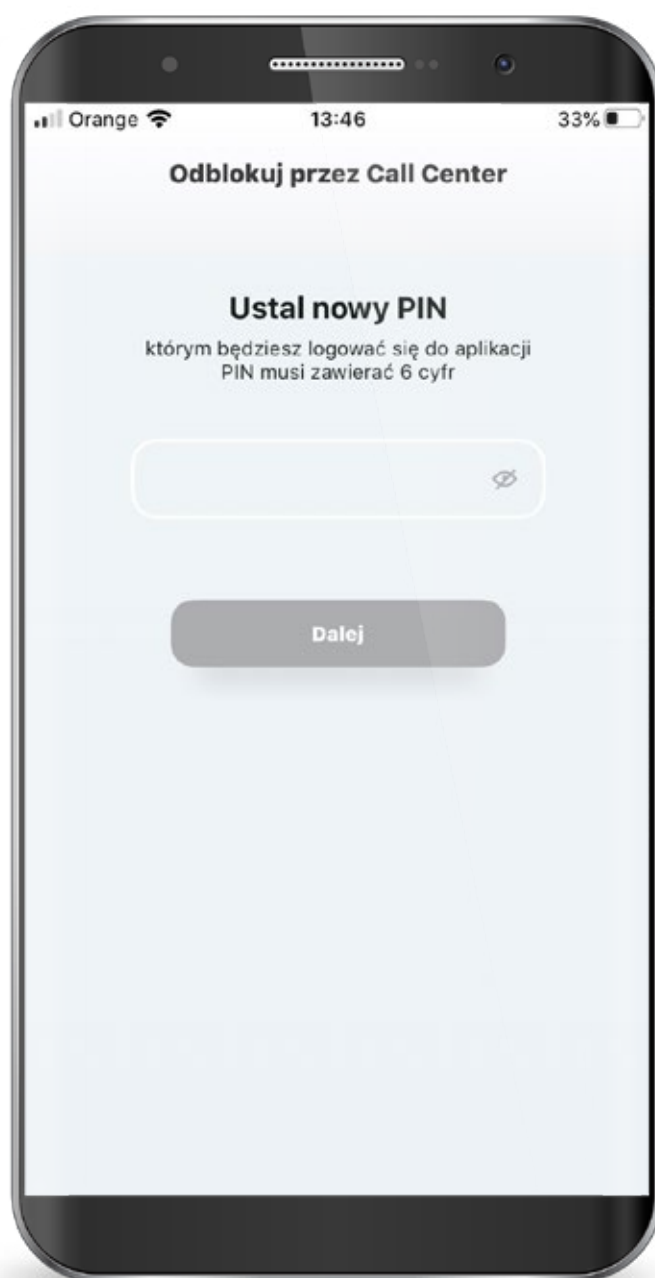 Orange
13:46
33%
Odblokuj przez Call Center
Ustal nowy PIN
którym będziesz logować się do aplikacji
PIN musi zawierać 6 cyfr
Dalej